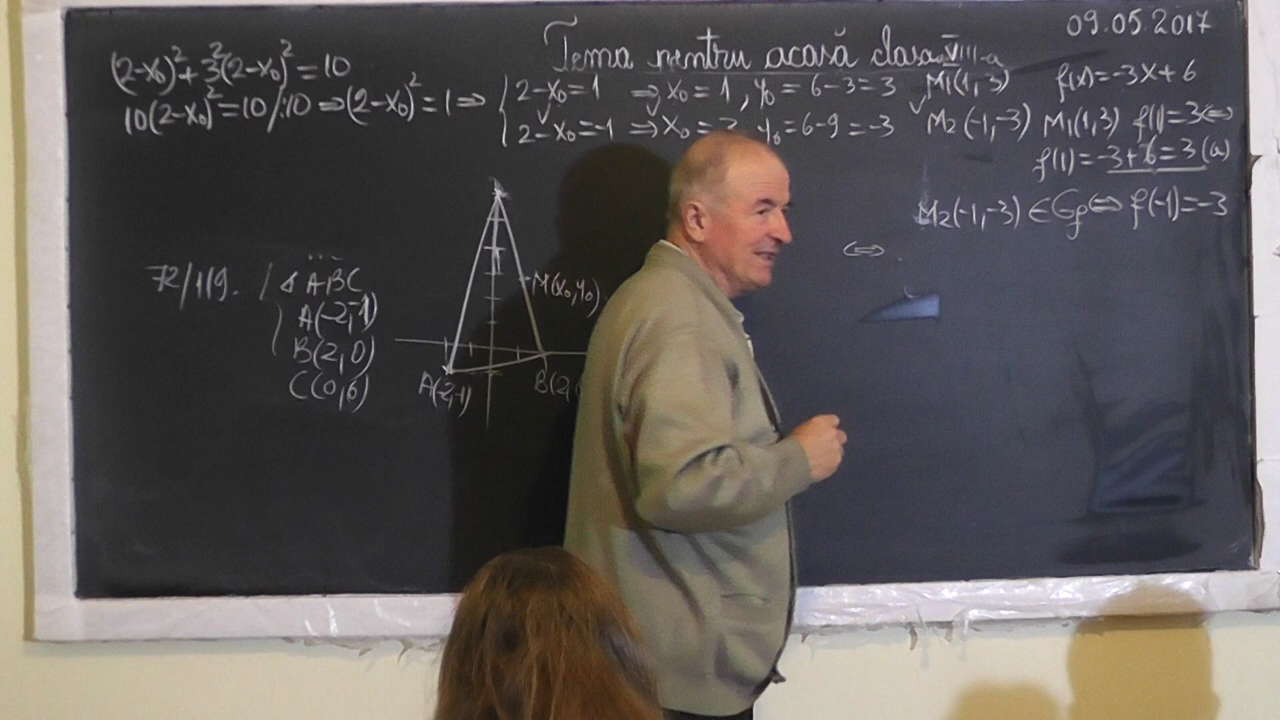 09.05.2017
Tema pentru acasă clasa VIII-a
(2-x₀)²+3²(2-x₀)²=10
10(2-x₀)²=10/:10 ⇒(2-x₀)²=1⇒
2-x₀=1 ⇒x₀=1, y₀=6-3=3 M₁(1,3)
2-x₀=-1 ⇒x₀= y₀=6-9=-3 M₂(-1,-3)
f(x)=-3x+6
M₁(1,3) f(1)=3⇔
f(1)=-3+6=3(a)
M₂(-1,-3)∈Gf⇔f(-1)=-3
⇔
72/119.
ABC
A(-2,-1)
B(2,0)
C(0,6)
M(x₀,y₀)
A(-2,-1)
B(2,